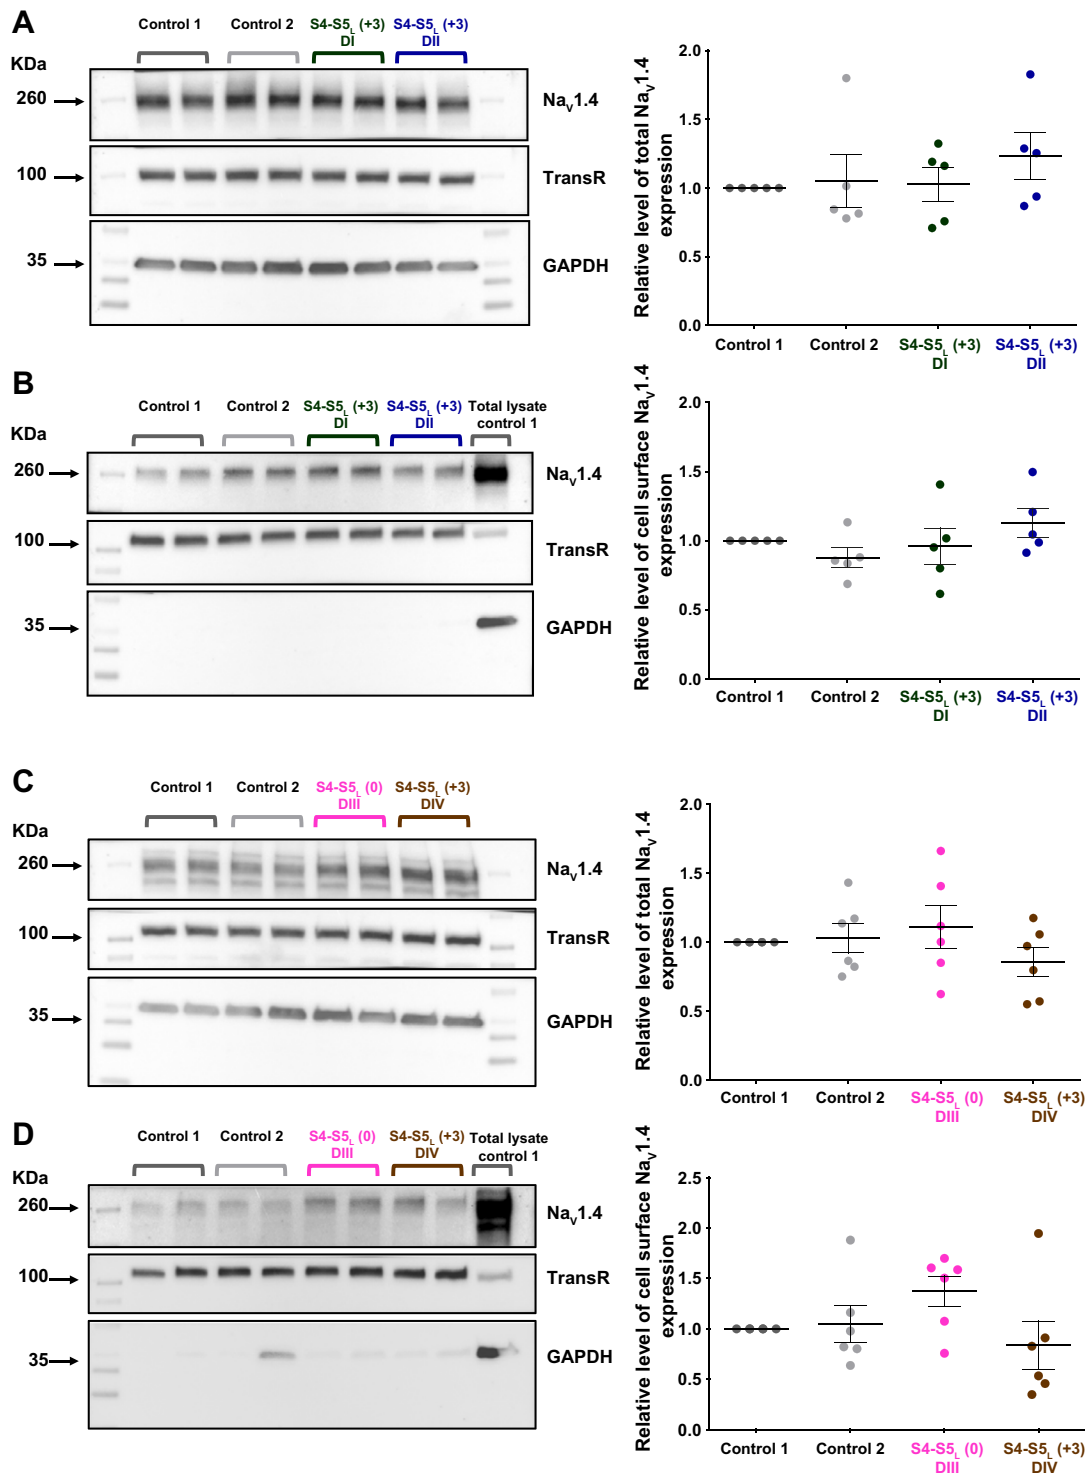 A
Control 1
Control 2
S4-S5L (+3)
DI
S4-S5L (+3)
DII
KDa
260
NaV1.4
100
TransR
35
GAPDH
Relative level of total NaV1.4
expression
2.0
1.5
1.0
0.5
0.0
Control 1
Control 2
S4-S5L (+3)
DI
S4-S5L (+3)
DII
B
Control 1
Control 2
S4-S5L (+3)
DI
S4-S5L (+3)
DII
Total lysate
control 1
KDa
260
NaV1.4
100
TransR
35
GAPDH
Relative level of cell surface NaV1.4
expression
2.0
1.5
1.0
0.5
0.0
Control 1
Control 2
S4-S5L (+3)
DI
S4-S5L (+3)
DII
C
Control 1
Control 2
S4-S5L (0)
DIII
S4-S5L (+3)
DIV
KDa
260
NaV1.4
100
TransR
35
GAPDH
Relative level of total NaV1.4
expression
2.0
1.5
1.0
0.5
0.0
Control 1
Control 2
S4-S5L (0)
DIII
S4-S5L (+3)
DIV
D
Control 1
Control 2
S4-S5L (0)
DIII
S4-S5L (+3)
DIV
Total lysate
control 1
KDa
260
NaV1.4
100
TransR
35
GAPDH
Relative level of cell surface NaV1.4
expression
2.5
2.0
1.5
1.0
0.5
0.0
Control 1
Control 2
S4-S5L (0)
DIII
S4-S5L (+3)
DIV